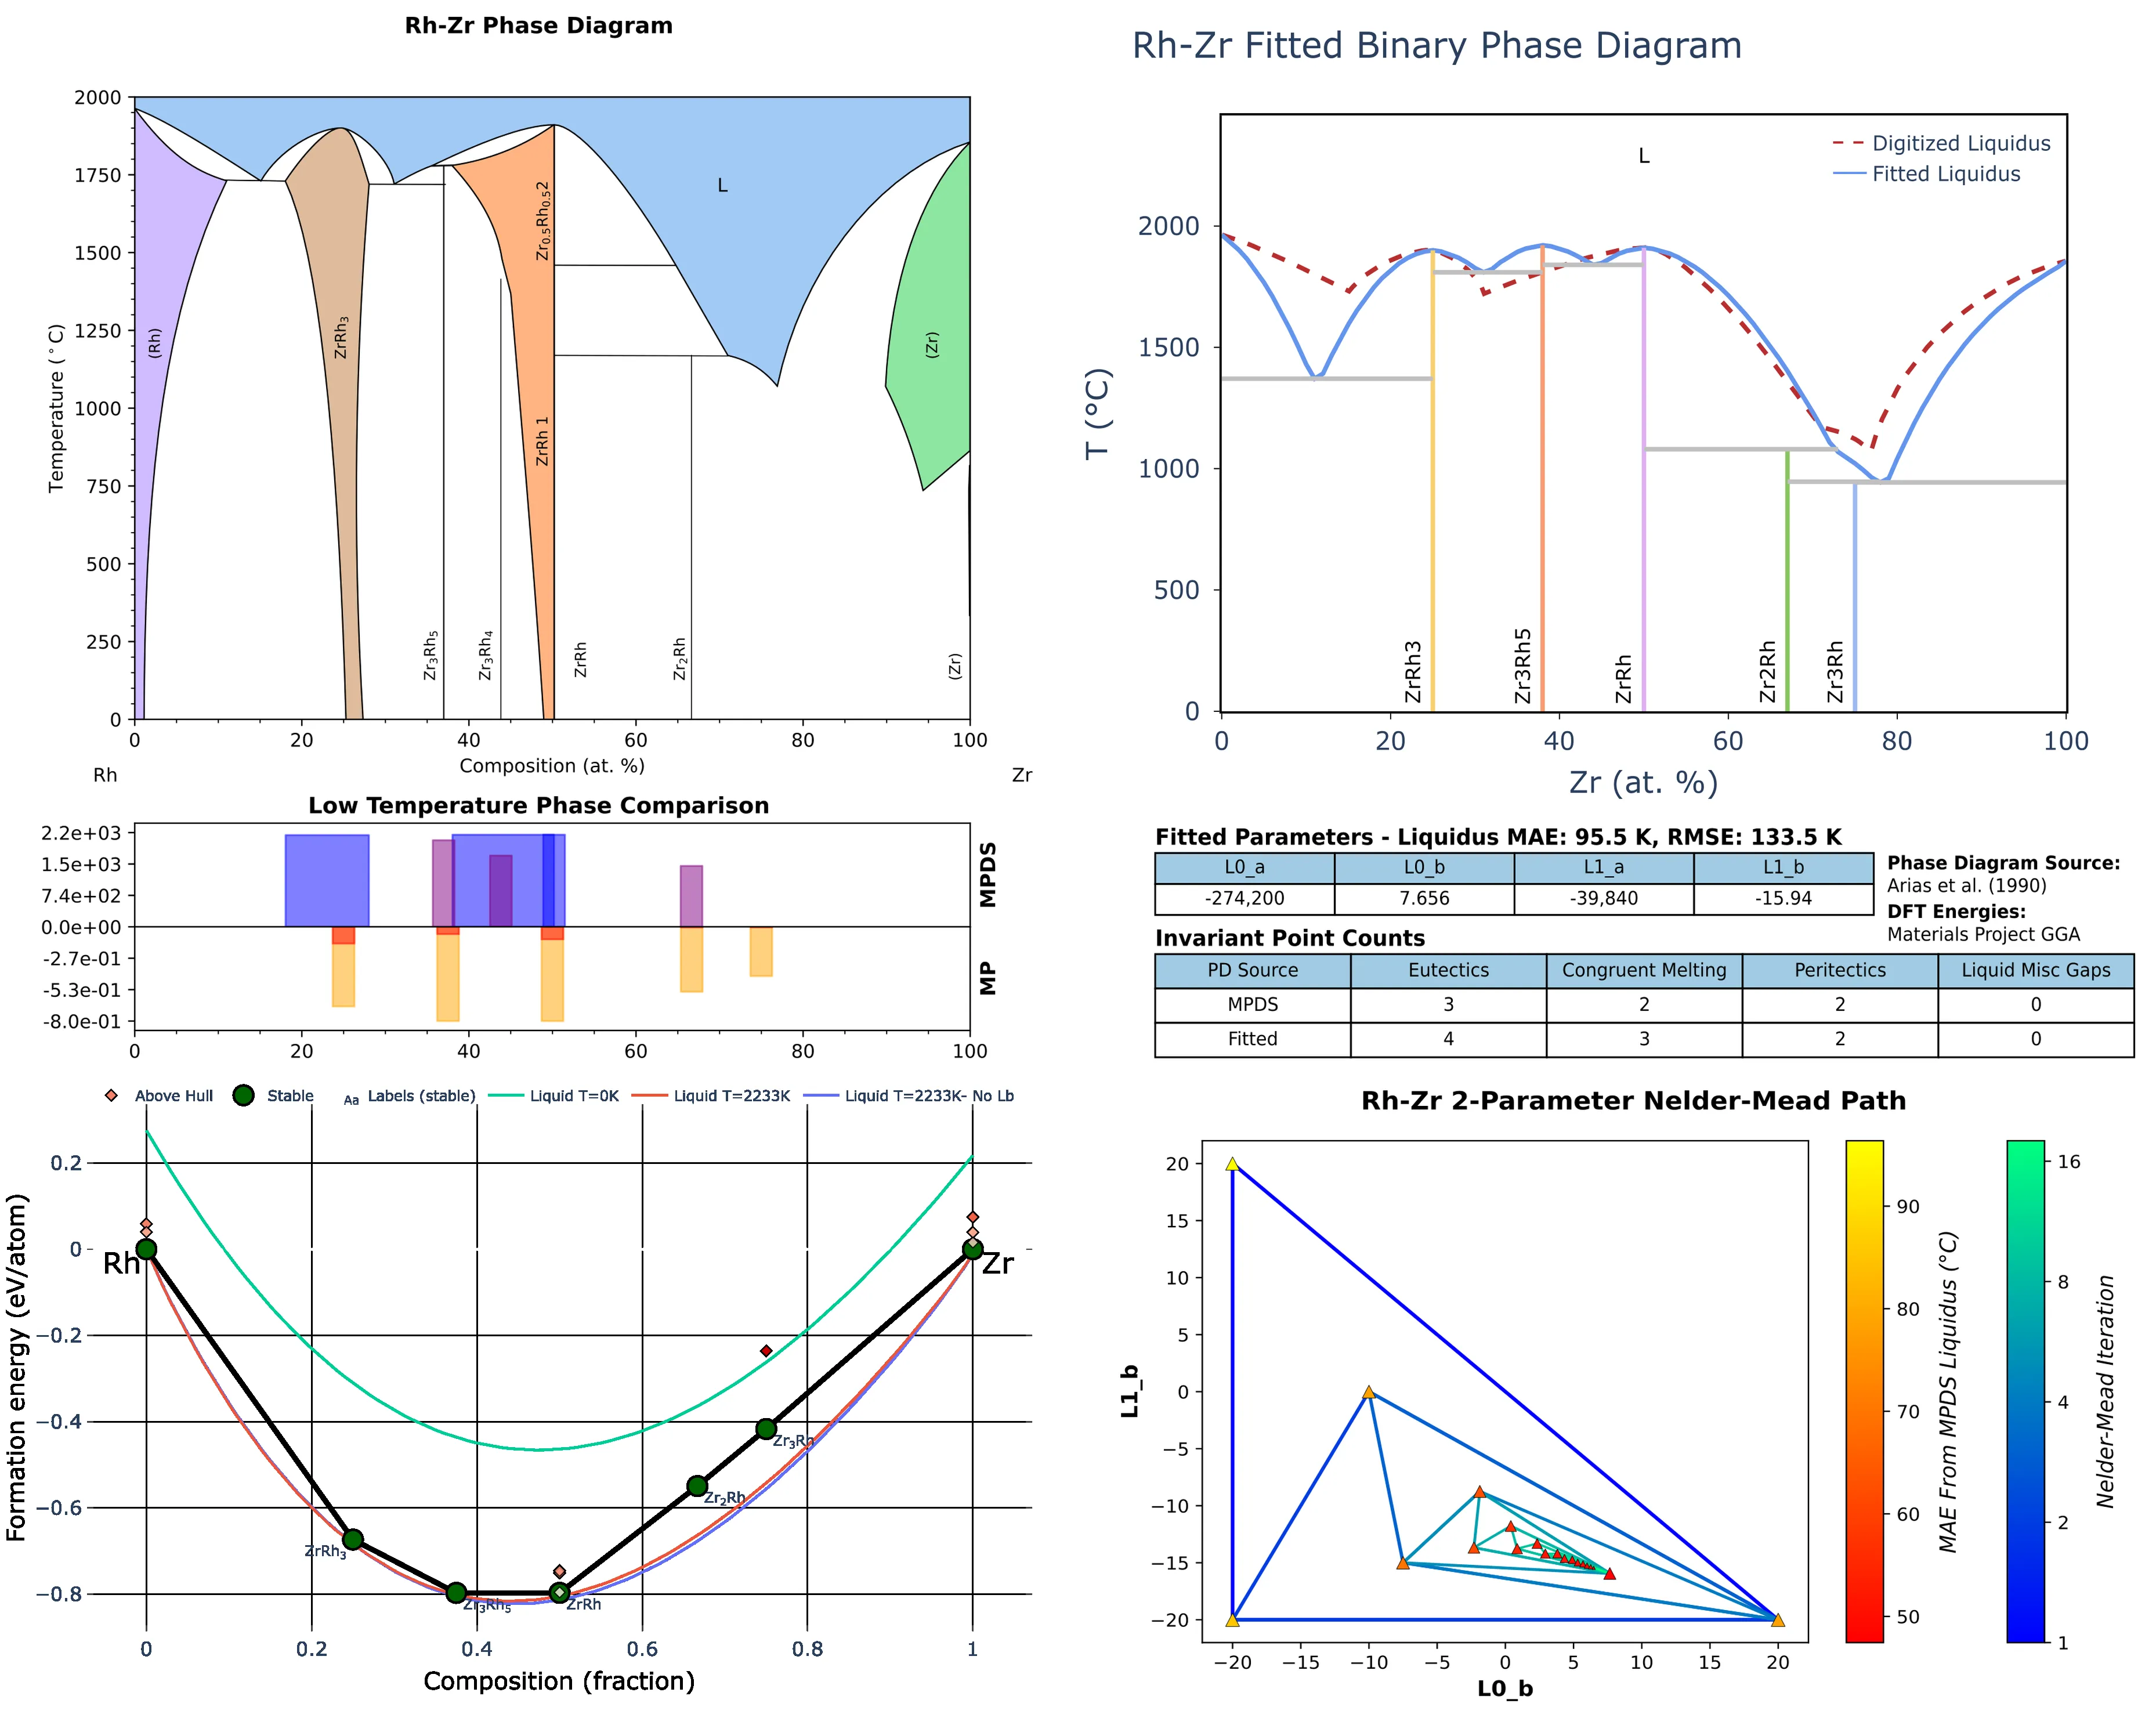 Rh-Zr Phase Diagram
2000
1750
1500
1250
1000
750
500
250
0
Temperature (°C)
(Rh)
ZrRh3
Zr3Rh5
Zr3Rh4
Zr0.5Rh0.52
ZrRh 1
ZrRh
Zr2Rh
L
(Zr)
(Zr)
0 20 40 60 80 100
Composition (at. %)
Rh Zr
Rh-Zr Fitted Binary Phase Diagram
L
Digitized Liquidus
Fitted Liquidus
2000
1500
1000
500
0
T (°C)
ZrRh3
Zr3Rh5
ZrRh
Zr2Rh
Zr3Rh
0 20 40 60 80 100
Zr (at. %)
Low Temperature Phase Comparison
2.2e+03
1.5e+03
7.4e+02
0.0e+00
-2.7e-01
-5.3e-01
-8.0e-01
MPDS
MP
0 20 40 60 80 100
Fitted Parameters - Liquidus MAE: 95.5 K, RMSE: 133.5 K
L0_a L0_b L1_a L1_b
-274,200 7.656 -39,840 -15.94
Phase Diagram Source:
Arias et al. (1990)
DFT Energies:
Materials Project GGA
Invariant Point Counts
PD Source Eutectics Congruent Melting Peritectics Liquid Misc Gaps
MPDS 3 2 2 0
Fitted 4 3 2 0
Above Hull Stable Aa Labels (stable) Liquid T=0K Liquid T=2233K Liquid T=2233K- No Lb
0.2
0
−0.2
−0.4
−0.6
−0.8
Formation energy (eV/atom)
Rh
Zr
ZrRh3
Zr3Rh5
ZrRh
Zr2Rh
Zr3Rh
0 0.2 0.4 0.6 0.8 1
Composition (fraction)
Rh-Zr 2-Parameter Nelder-Mead Path
20
15
10
5
0
−5
−10
−15
−20
L1_b
−20 −15 −10 −5 0 5 10 15 20
L0_b
90
80
70
60
50
MAE From MPDS Liquidus (°C)
16
8
4
2
1
Nelder-Mead Iteration